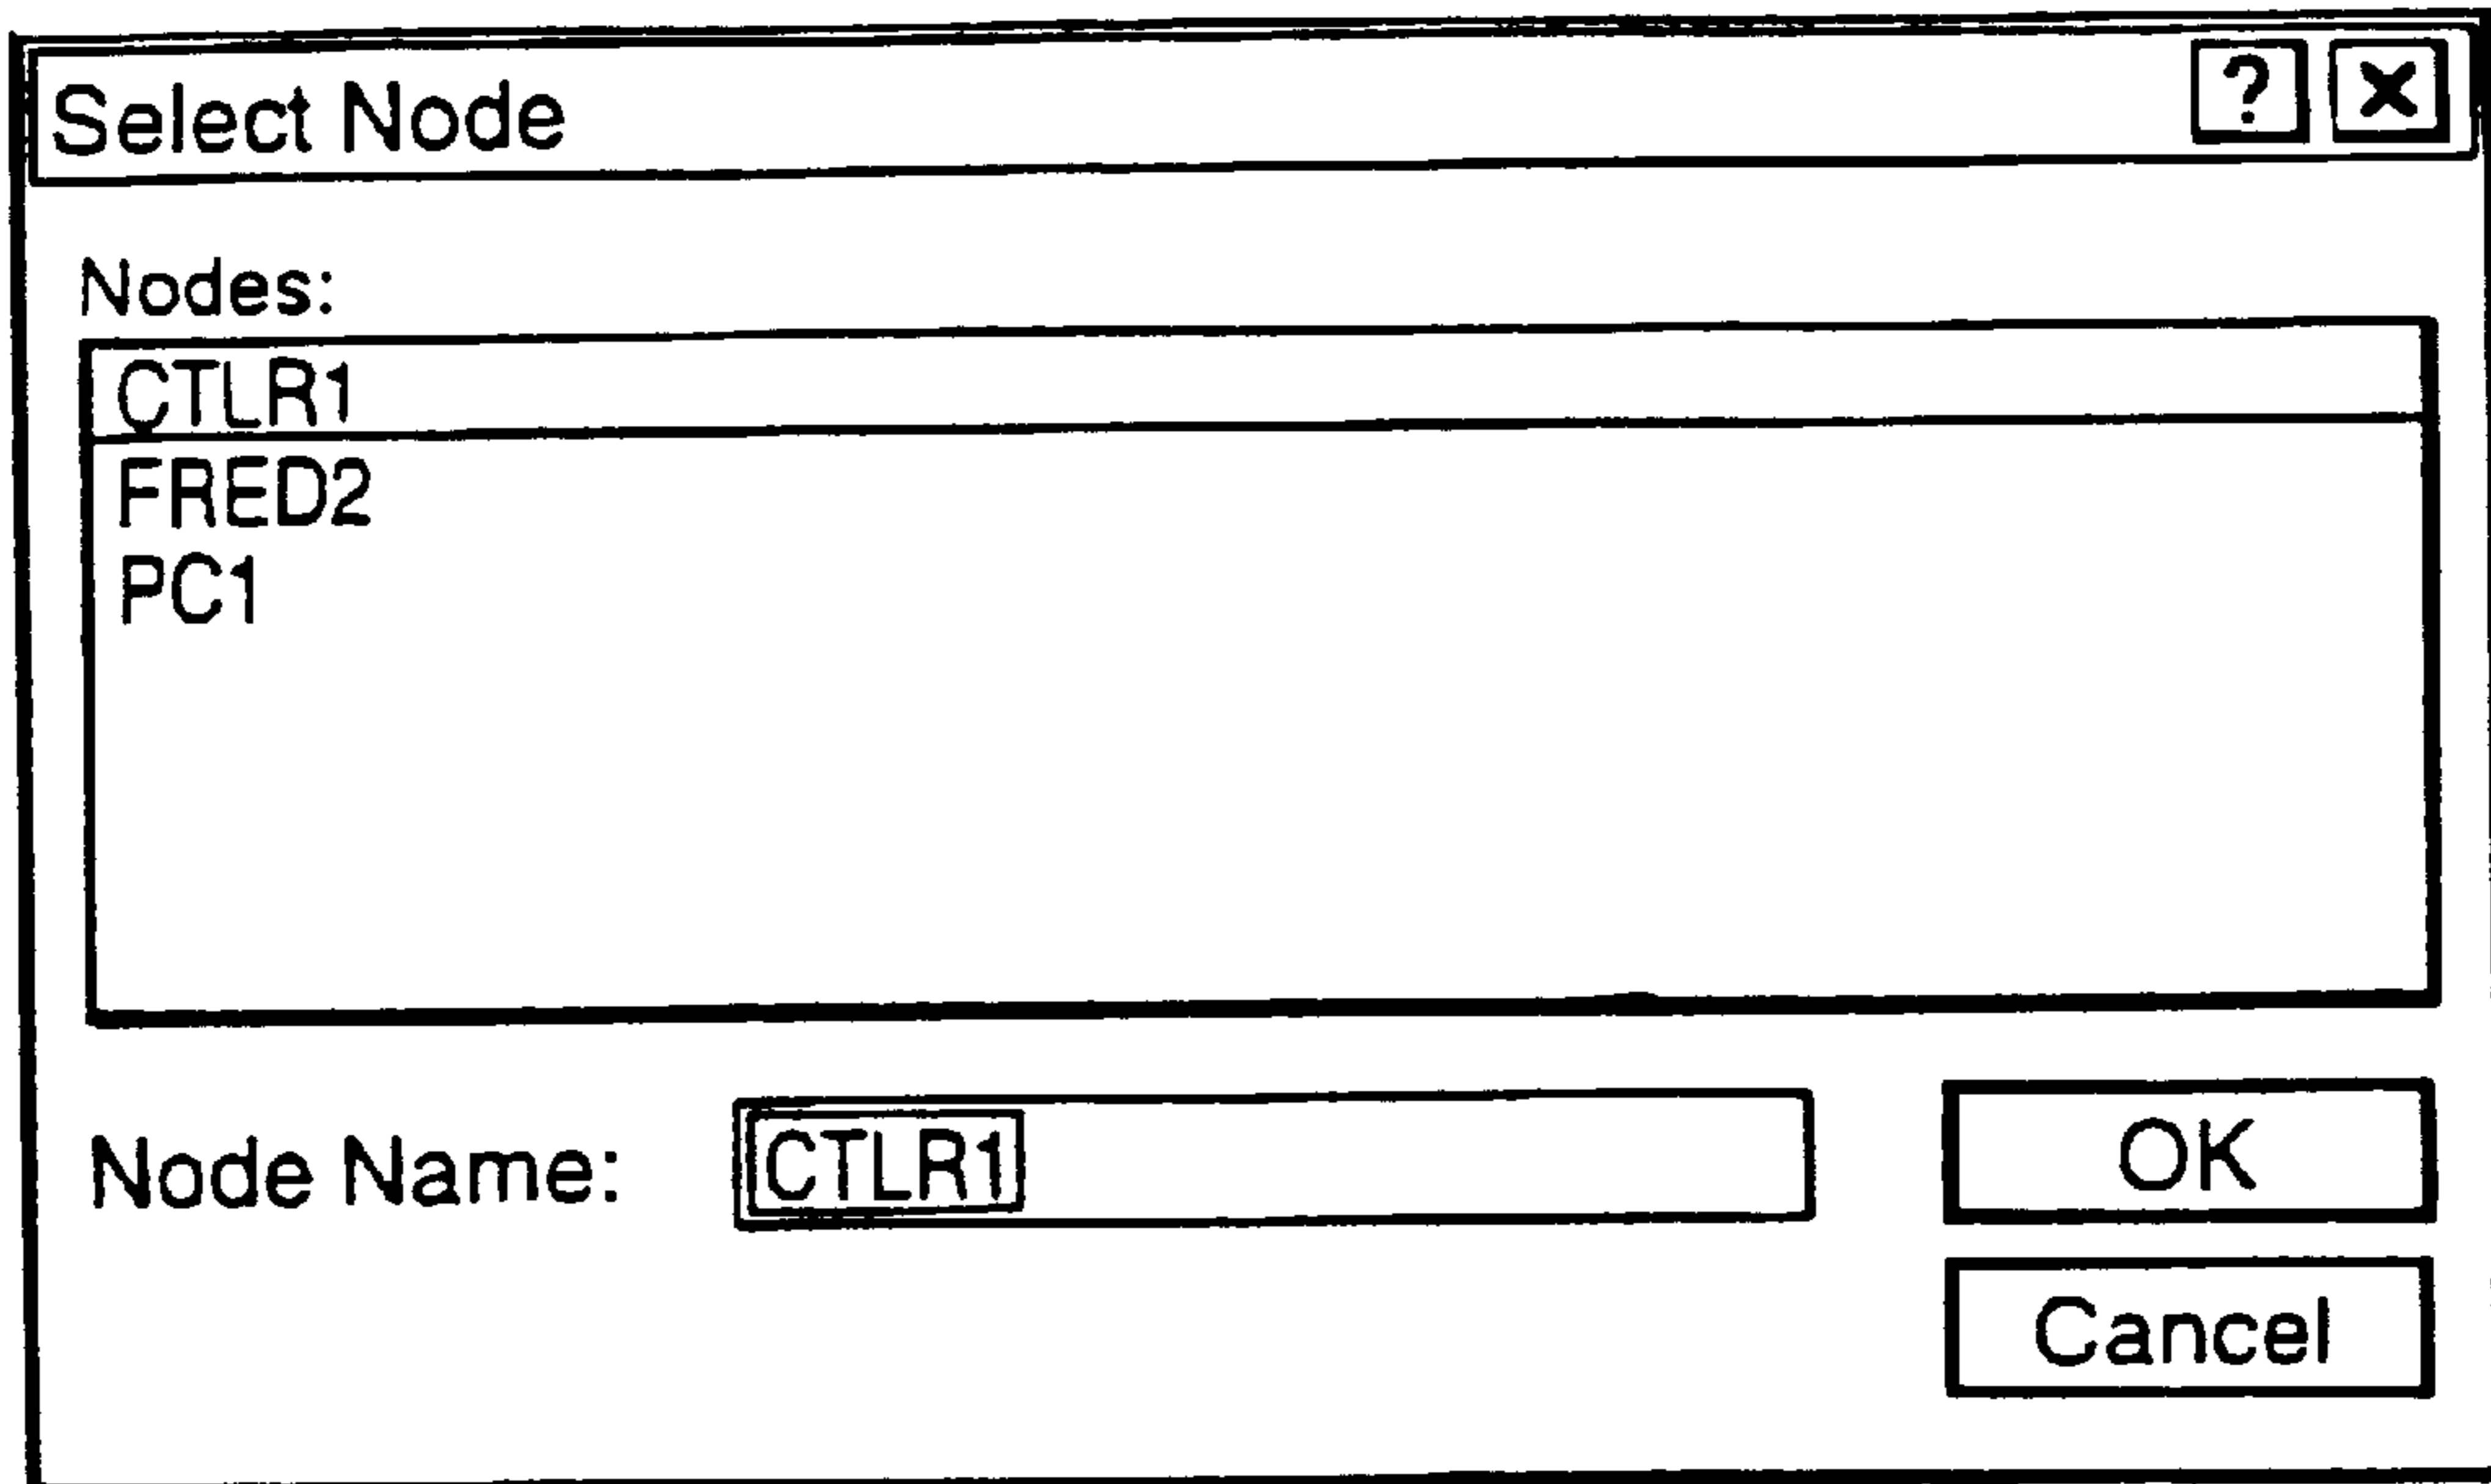 Select Node ?
Nodes:
CTLR1
FRED2
PC1
Node Name: CTLR1 OK
Cancel